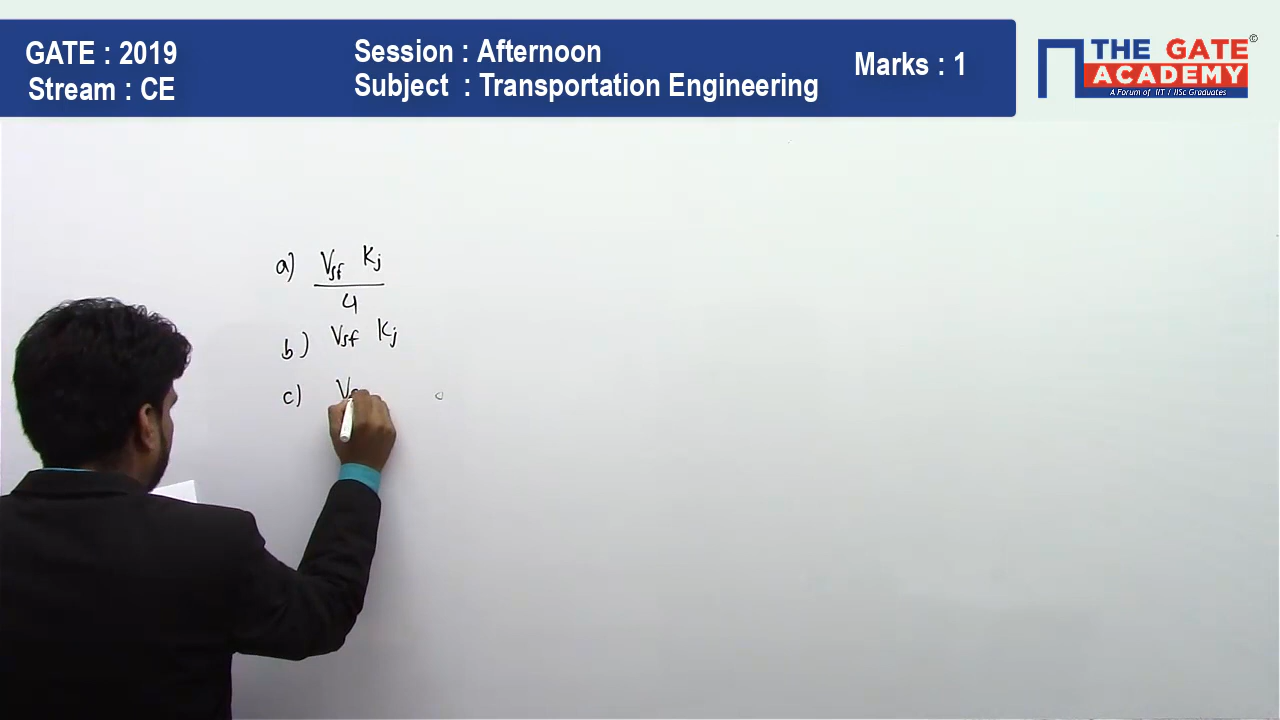 GATE : 2019
Stream : CE
Session : Afternoon
Subject : Transportation Engineering
Marks : 1
THE GATE ©
ACADEMY
A Forum of IIT / IISc Graduates
a) Vsf Kj
4
b) Vsf Kj
c)